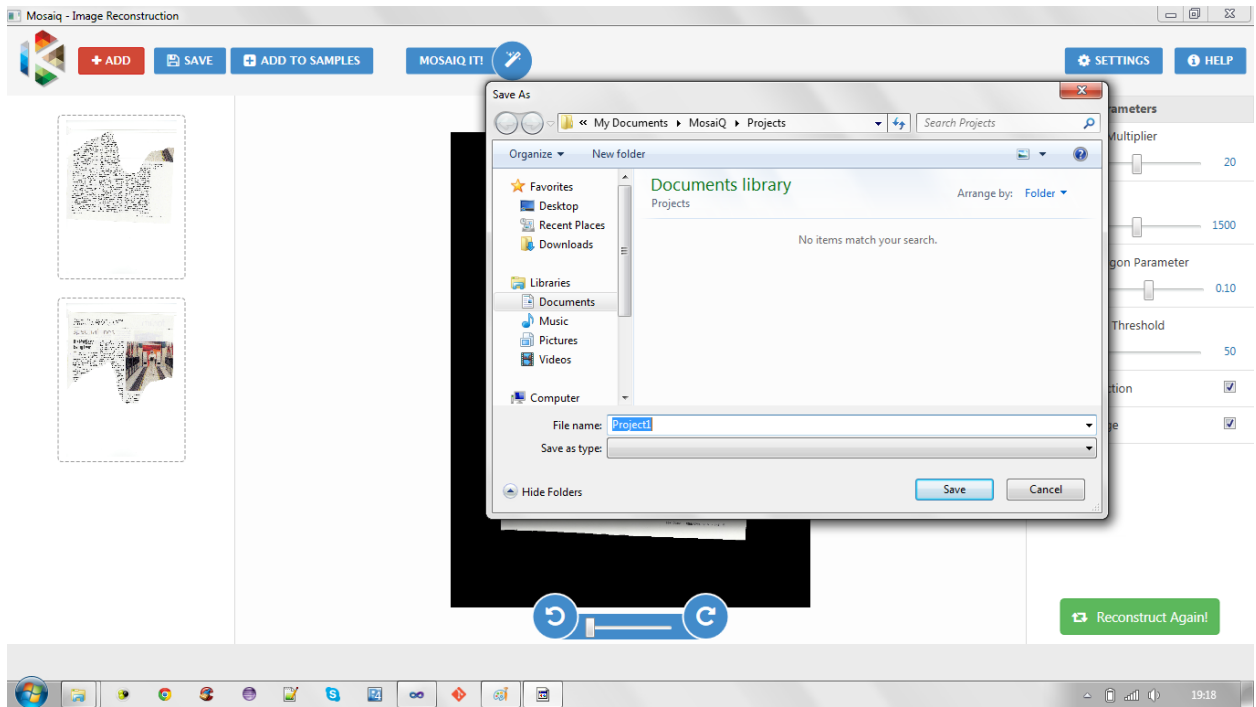 Mosaiq - Image Reconstruction
ADD
SAVE
ADD TO SAMPLES
MOSAIQ IT!
SETTINGS
HELP
Save As
« My Documents ▸ MosaiQ ▸ Projects
Search Projects
Organize
New folder
Favorites
Desktop
Recent Places
Downloads
Libraries
Documents
Music
Pictures
Videos
Computer
Documents library
Projects
Arrange by: Folder
No items match your search.
File name: Project1
Save as type:
Hide Folders
Save
Cancel
Multiplier
20
1500
Parameter
0.10
Threshold
50
Reconstruct Again!
19:18